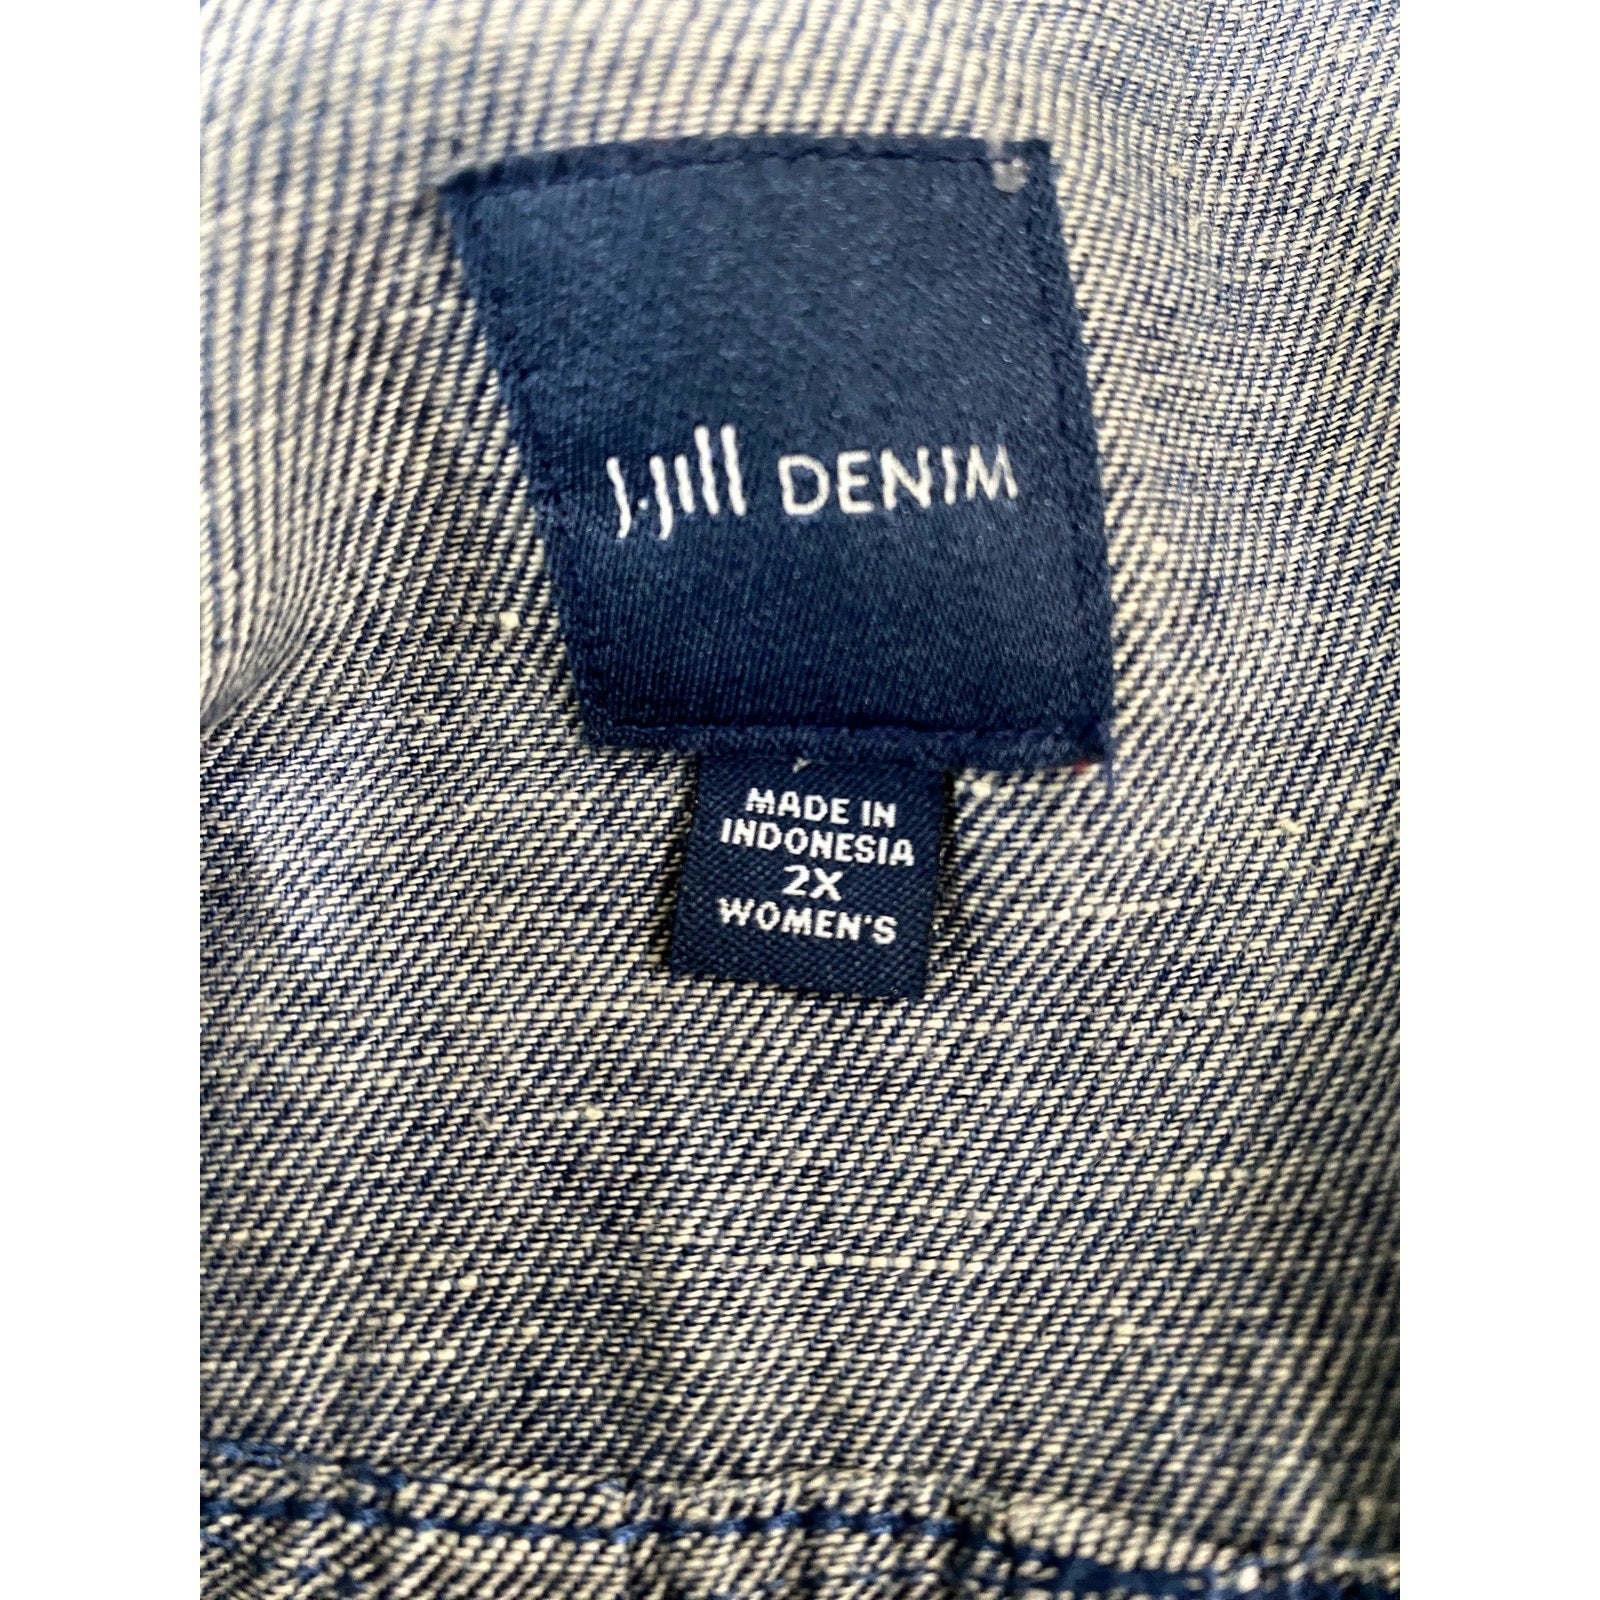 J.Jill DENIM
MADE IN
INDONESIA
2X
WOMEN'S